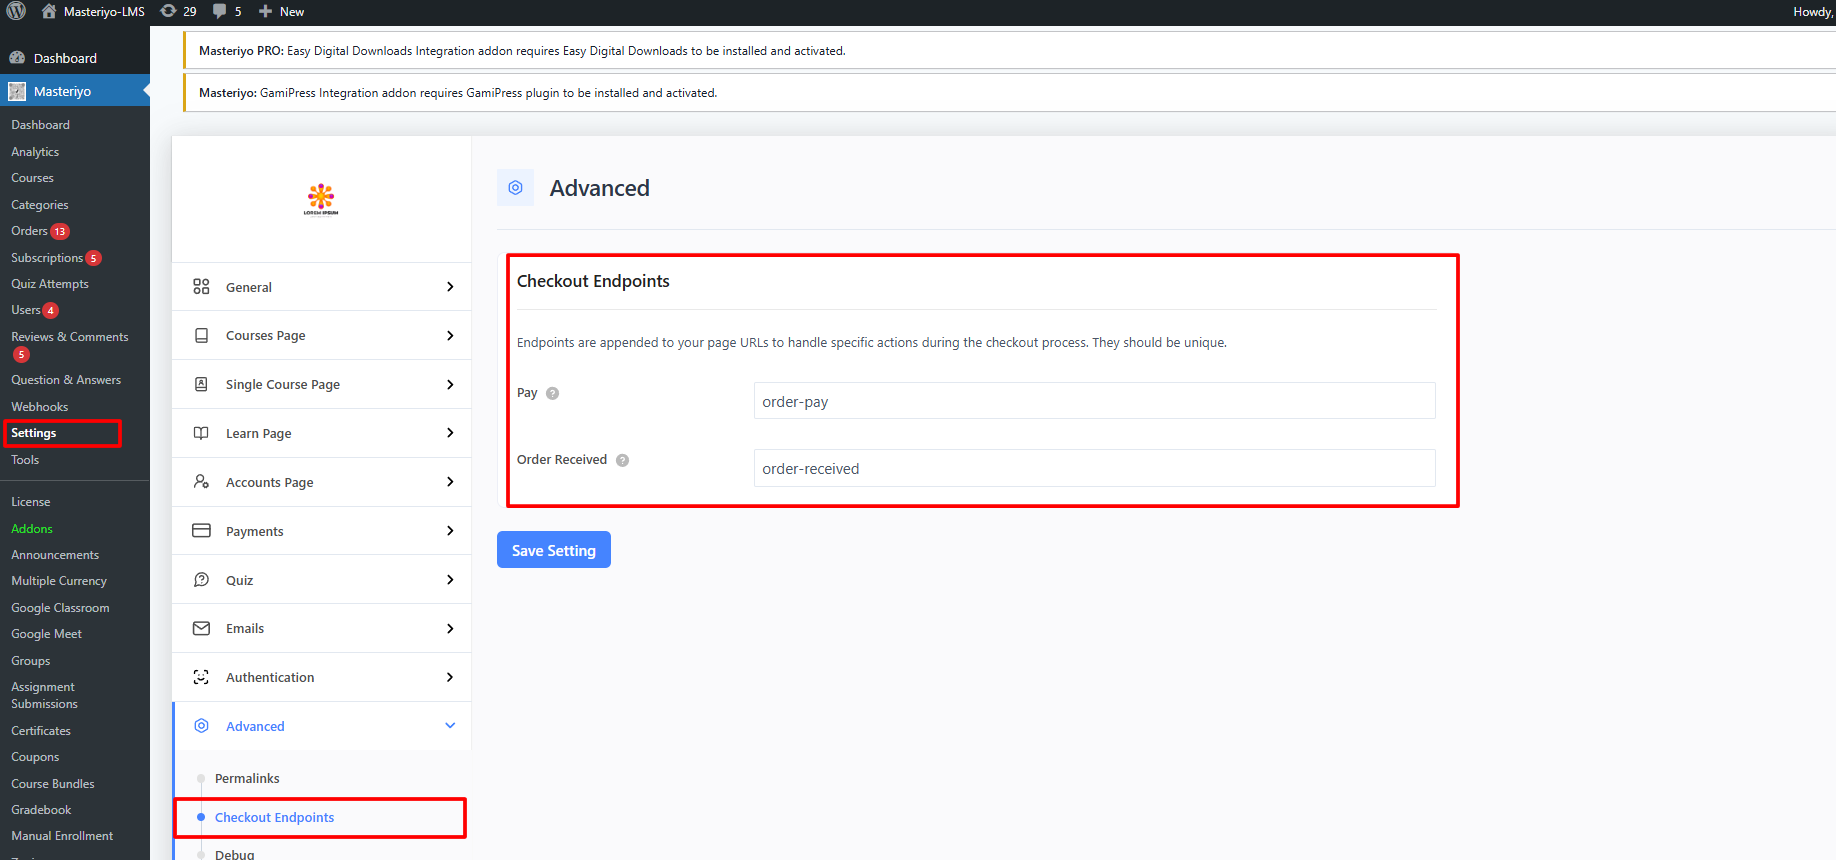 Masteriyo-LMS 29 5 New Howdy,
Dashboard
Masteriyo
Dashboard
Analytics
Courses
Categories
Orders 13
Subscriptions 5
Quiz Attempts
Users 4
Reviews & Comments
5
Question & Answers
Webhooks
Settings
Tools
License
Addons
Announcements
Multiple Currency
Google Classroom
Google Meet
Groups
Assignment
Submissions
Certificates
Coupons
Course Bundles
Gradebook
Manual Enrollment
Masteriyo PRO: Easy Digital Downloads Integration addon requires Easy Digital Downloads to be installed and activated.
Masteriyo: GamiPress Integration addon requires GamiPress plugin to be installed and activated.
LOREM IPSUM
General
Courses Page
Single Course Page
Learn Page
Accounts Page
Payments
Quiz
Emails
Authentication
Advanced
Permalinks
Checkout Endpoints
Debug
Advanced
Checkout Endpoints
Endpoints are appended to your page URLs to handle specific actions during the checkout process. They should be unique.
Pay ?
order-pay
Order Received ?
order-received
Save Setting